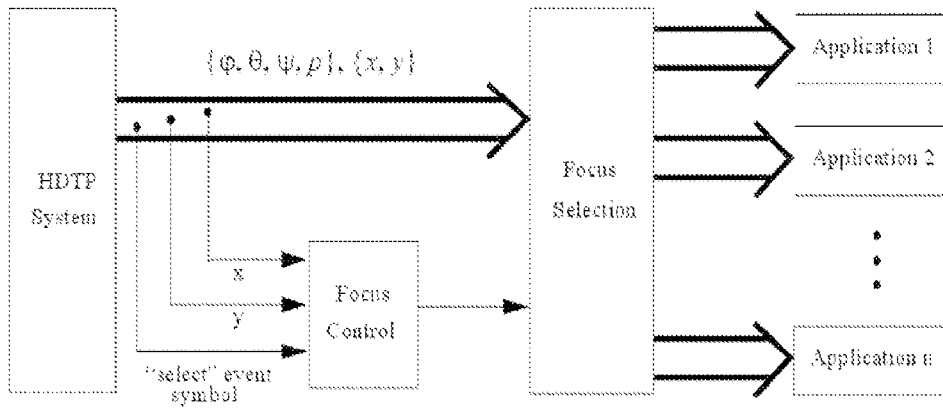 {φ, θ, ψ, p}, {x, y}
HDTP
System
x
y
"select" event
symbol
Focus
Control
Focus
Selection
Application 1
Application 2
Application n